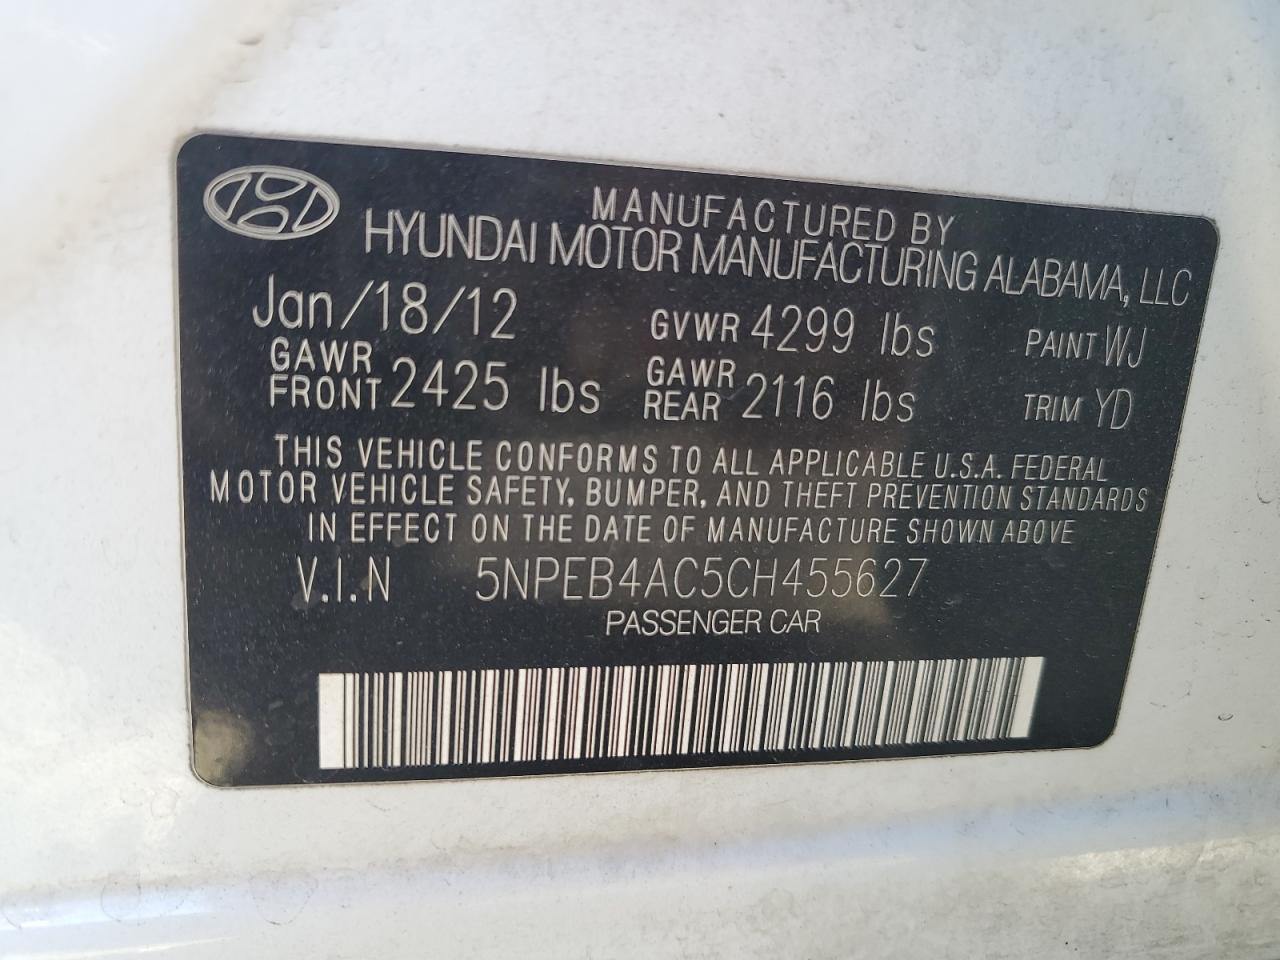 MANUFACTURED BY
HYUNDAI MOTOR MANUFACTURING ALABAMA, LLC
Jan/18/12 GVWR 4299 lbs PAINT WJ
GAWR FRONT 2425 lbs GAWR REAR 2116 lbs TRIM YD
THIS VEHICLE CONFORMS TO ALL APPLICABLE U.S.A. FEDERAL
MOTOR VEHICLE SAFETY, BUMPER, AND THEFT PREVENTION STANDARDS
IN EFFECT ON THE DATE OF MANUFACTURE SHOWN ABOVE
V.I.N 5NPEB4AC5CH455627
PASSENGER CAR